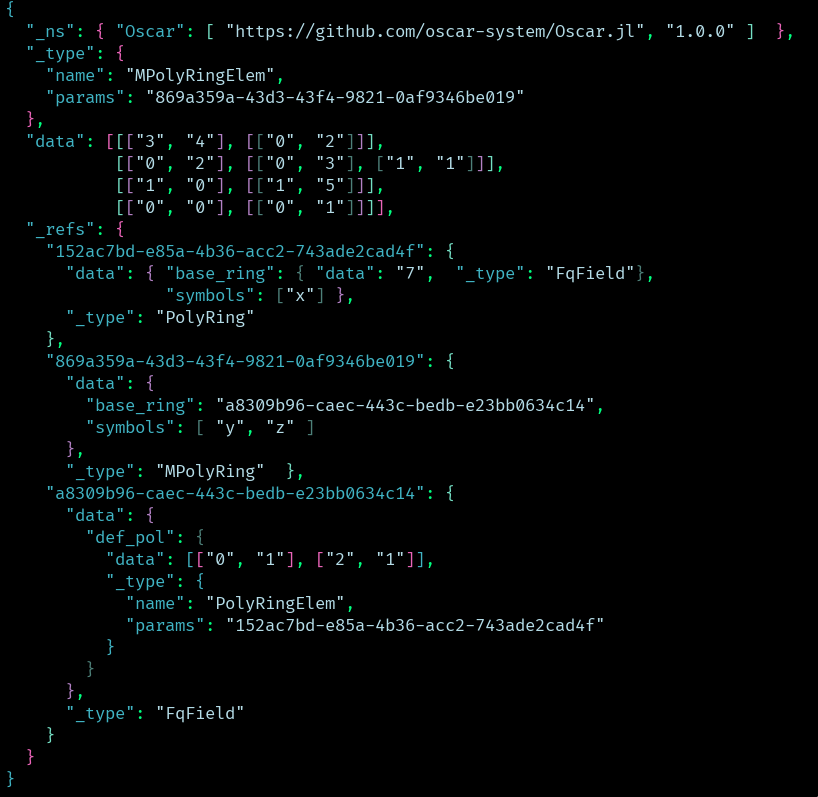 {
  "_ns": { "Oscar": [ "https://github.com/oscar-system/Oscar.jl", "1.0.0" ]  },
  "_type": {
    "name": "MPolyRingElem",
    "params": "869a359a-43d3-43f4-9821-0af9346be019"
  },
  "data": [[["3", "4"], [["0", "2"]]],
           [["0", "2"], [["0", "3"], ["1", "1"]]],
           [["1", "0"], [["1", "5"]]],
           [["0", "0"], [["0", "1"]]]],
  "_refs": {
    "152ac7bd-e85a-4b36-acc2-743ade2cad4f": {
      "data": { "base_ring": { "data": "7",  "_type": "FqField"},
                "symbols": ["x"] },
      "_type": "PolyRing"
    },
    "869a359a-43d3-43f4-9821-0af9346be019": {
      "data": {
        "base_ring": "a8309b96-caec-443c-bedb-e23bb0634c14",
        "symbols": [ "y", "z" ]
      },
      "_type": "MPolyRing"  },
    "a8309b96-caec-443c-bedb-e23bb0634c14": {
      "data": {
        "def_pol": {
          "data": [["0", "1"], ["2", "1"]],
          "_type": {
            "name": "PolyRingElem",
            "params": "152ac7bd-e85a-4b36-acc2-743ade2cad4f"
          }
        }
      },
      "_type": "FqField"
    }
  }
}